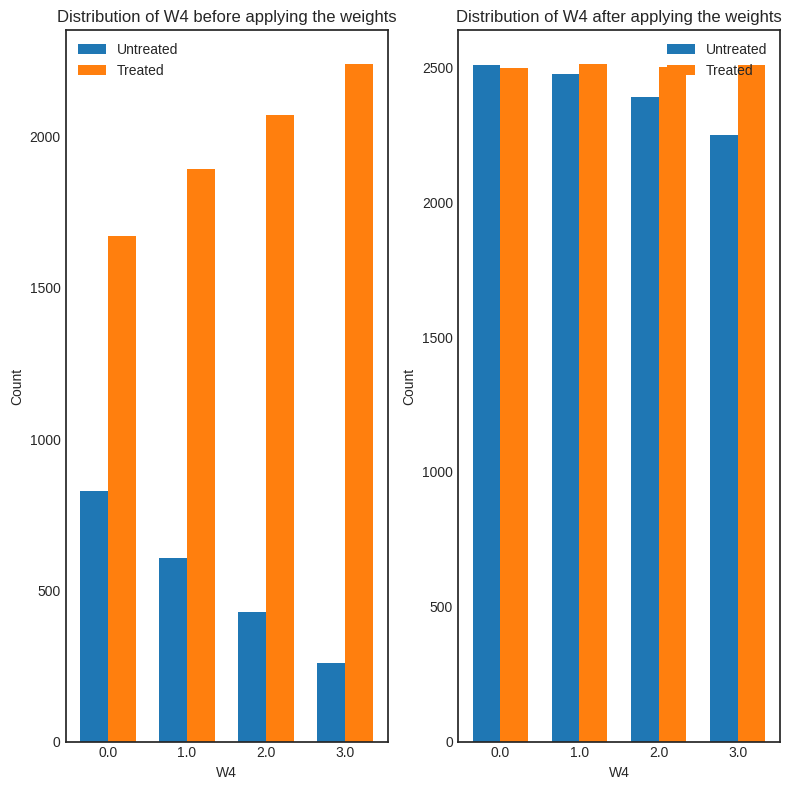 Distribution of W4 before applying the weights
Untreated
Treated
2000
1500
1000
500
0
Count
0.0 1.0 2.0 3.0
W4
Distribution of W4 after applying the weights
Untreated
Treated
2500
2000
1500
1000
500
0
Count
0.0 1.0 2.0 3.0
W4